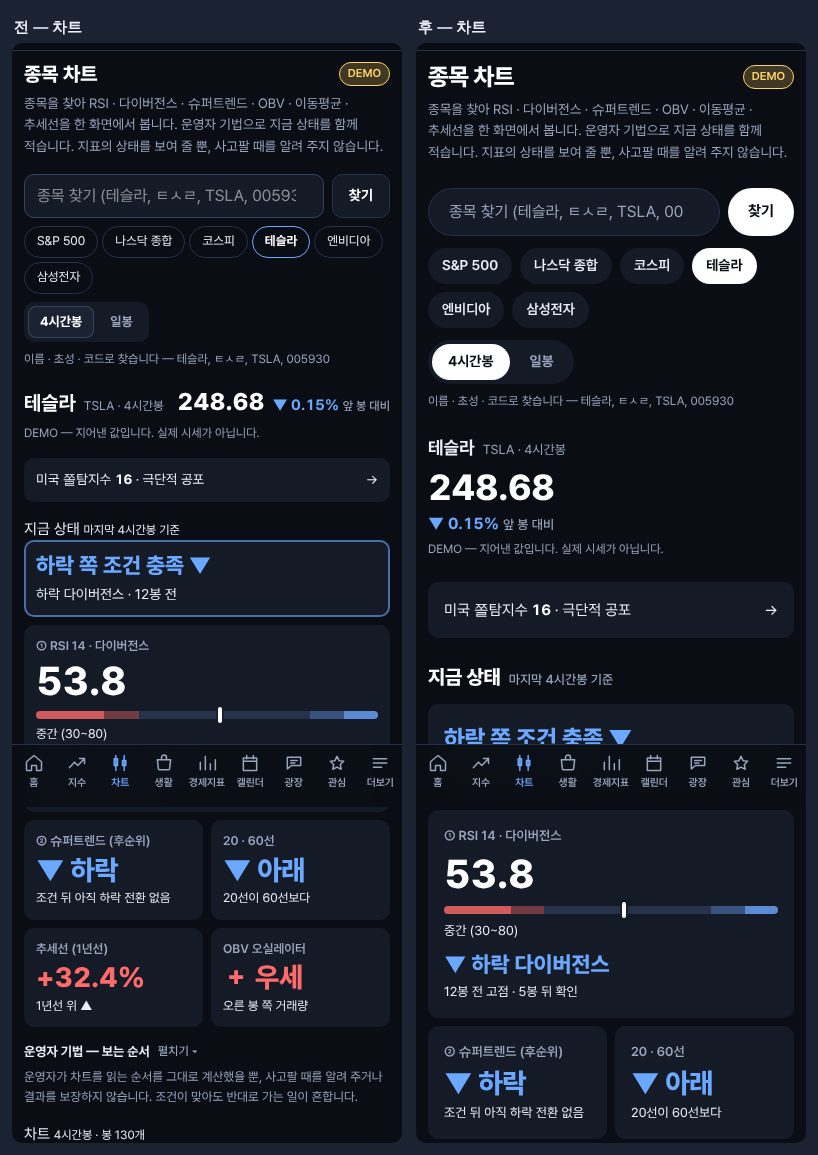 전 — 차트
종목 차트
DEMO
종목을 찾아 RSI · 다이버전스 · 슈퍼트렌드 · OBV · 이동평균 ·
추세선을 한 화면에서 봅니다. 운영자 기법으로 지금 상태를 함께
적습니다. 지표의 상태를 보여 줄 뿐, 사고팔 때를 알려 주지 않습니다.
종목 찾기 (테슬라, ㅌㅅㄹ, TSLA, 00593
찾기
S&P 500
나스닥 종합
코스피
테슬라
엔비디아
삼성전자
4시간봉
일봉
이름 · 초성 · 코드로 찾습니다 — 테슬라, ㅌㅅㄹ, TSLA, 005930
테슬라 TSLA · 4시간봉 248.68 ▼ 0.15% 앞 봉 대비
DEMO — 지어낸 값입니다. 실제 시세가 아닙니다.
미국 쫄탐지수 16 · 극단적 공포 →
지금 상태 마지막 4시간봉 기준
하락 쪽 조건 충족 ▼
하락 다이버전스 · 12봉 전
① RSI 14 · 다이버전스
53.8
중간 (30~80)
홈
지수
차트
생활
경제지표
캘린더
광장
관심
더보기
② 슈퍼트렌드 (후순위)
▼ 하락
조건 뒤 아직 하락 전환 없음
20 · 60선
▼ 아래
20선이 60선보다
추세선 (1년선)
+32.4%
1년선 위 ▲
OBV 오실레이터
+ 우세
오른 봉 쪽 거래량
운영자 기법 — 보는 순서 펼치기
운영자가 차트를 읽는 순서를 그대로 계산했을 뿐, 사고팔 때를 알려 주거나
결과를 보장하지 않습니다. 조건이 맞아도 반대로 가는 일이 흔합니다.
차트 4시간봉 · 봉 130개
후 — 차트
종목 차트
DEMO
종목을 찾아 RSI · 다이버전스 · 슈퍼트렌드 · OBV · 이동평균 ·
추세선을 한 화면에서 봅니다. 운영자 기법으로 지금 상태를 함께
적습니다. 지표의 상태를 보여 줄 뿐, 사고팔 때를 알려 주지 않습니다.
종목 찾기 (테슬라, ㅌㅅㄹ, TSLA, 00
찾기
S&P 500
나스닥 종합
코스피
테슬라
엔비디아
삼성전자
4시간봉
일봉
이름 · 초성 · 코드로 찾습니다 — 테슬라, ㅌㅅㄹ, TSLA, 005930
테슬라 TSLA · 4시간봉
248.68
▼ 0.15% 앞 봉 대비
DEMO — 지어낸 값입니다. 실제 시세가 아닙니다.
미국 쫄탐지수 16 · 극단적 공포 →
지금 상태 마지막 4시간봉 기준
하락 쪽 조건 충족 ▼
홈
지수
차트
생활
경제지표
캘린더
광장
관심
더보기
① RSI 14 · 다이버전스
53.8
중간 (30~80)
▼ 하락 다이버전스
12봉 전 고점 · 5봉 뒤 확인
② 슈퍼트렌드 (후순위)
▼ 하락
조건 뒤 아직 하락 전환 없음
20 · 60선
▼ 아래
20선이 60선보다